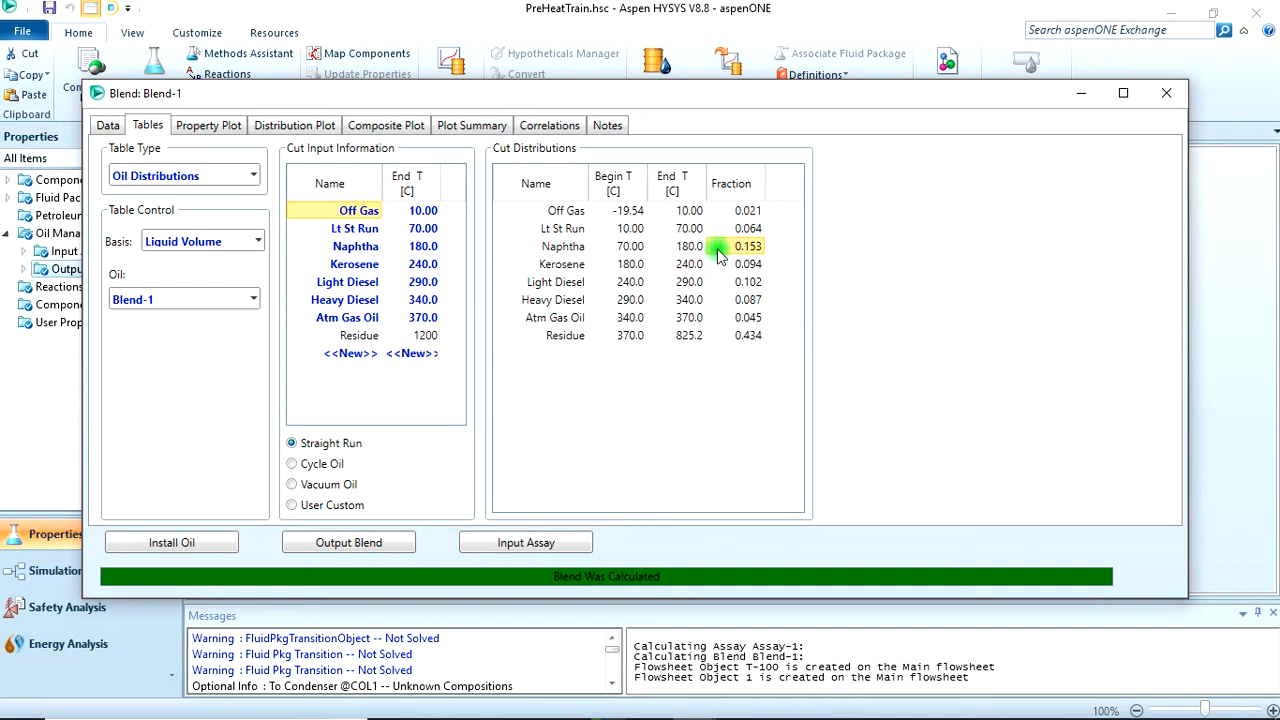 PreHeatTrain.hsc - Aspen HYSYS V8.8 - aspenONE
File Home View Customize Resources
Search aspenONE Exchange
Cut
Copy
Paste
Clipboard
Methods Assistant
Reactions
Map Components
Update Properties
Hypotheticals Manager
Convert
Associate Fluid Package
Definitions
Properties
All Items
Compone
Fluid Pac
Petroleu
Oil Manag
Input
Outpu
Reactions
Compon
User Prop
Properties
Simulation
Safety Analysis
Energy Analysis
Blend: Blend-1
Data Tables Property Plot Distribution Plot Composite Plot Plot Summary Correlations Notes
Table Type
Oil Distributions
Table Control
Basis: Liquid Volume
Oil:
Blend-1
Cut Input Information
Name End T [C]
Off Gas 10.00
Lt St Run 70.00
Naphtha 180.0
Kerosene 240.0
Light Diesel 290.0
Heavy Diesel 340.0
Atm Gas Oil 370.0
Residue 1200
<<New>> <<New>>
Straight Run
Cycle Oil
Vacuum Oil
User Custom
Cut Distributions
Name Begin T [C] End T [C] Fraction
Off Gas -19.54 10.00 0.021
Lt St Run 10.00 70.00 0.064
Naphtha 70.00 180.0 0.153
Kerosene 180.0 240.0 0.094
Light Diesel 240.0 290.0 0.102
Heavy Diesel 290.0 340.0 0.087
Atm Gas Oil 340.0 370.0 0.045
Residue 370.0 825.2 0.434
Install Oil Output Blend Input Assay
Blend Was Calculated
Messages
Warning : FluidPkgTransitionObject -- Not Solved
Warning : Fluid Pkg Transition -- Not Solved
Warning : Fluid Pkg Transition -- Not Solved
Optional Info : To Condenser @COL1 -- Unknown Compositions
Calculating Assay Assay-1:
Calculating Blend Blend-1:
Flowsheet Object T-100 is created on the Main flowsheet
Flowsheet Object 1 is created on the Main flowsheet
100%